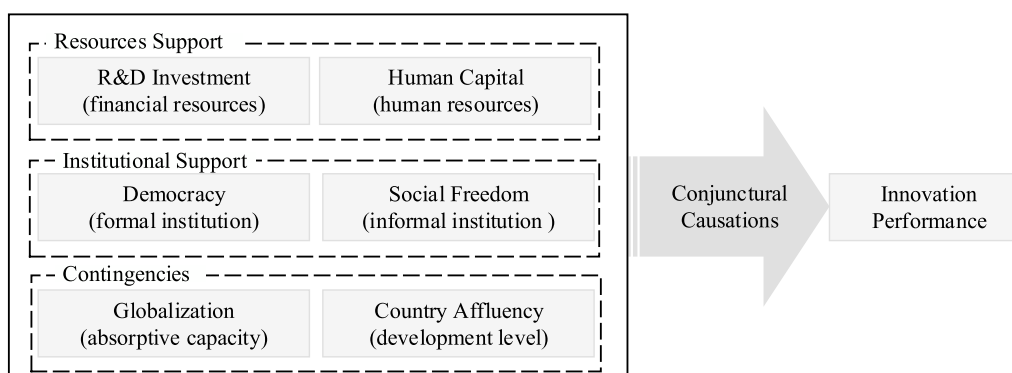 Resources Support
R&D Investment
(financial resources)
Human Capital
(human resources)
Institutional Support
Democracy
(formal institution)
Social Freedom
(informal institution )
Contingencies
Globalization
(absorptive capacity)
Country Affluency
(development level)
Conjunctural
Causations
Innovation
Performance